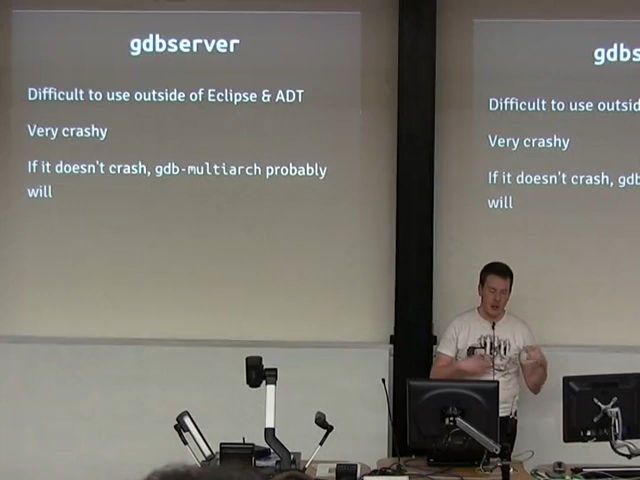 gdbserver
Difficult to use outside of Eclipse & ADT
Very crashy
If it doesn't crash, gdb-multiarch probably
will
gdbs
Difficult to use outsid
Very crashy
If it doesn't crash, gdb
will